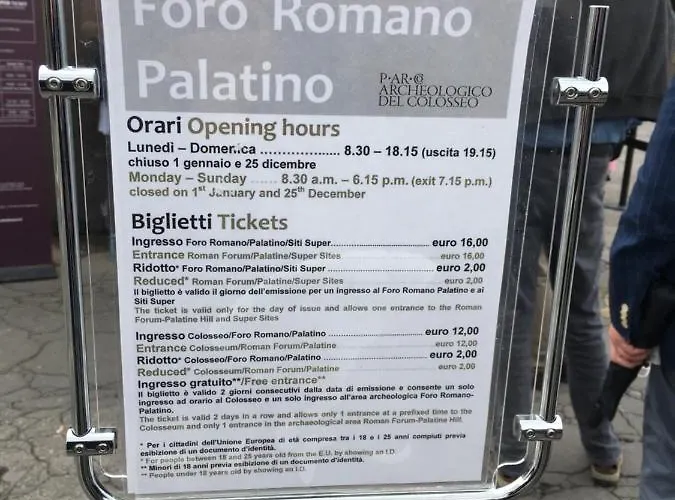 Foro Romano
Palatino
P·AR·CO
ARCHEOLOGICO
DEL COLOSSEO
Orari Opening hours
Lunedì – Domenica .................... 8.30 – 18.15 (uscita 19.15)
chiuso 1 gennaio e 25 dicembre
Monday – Sunday ...... 8.30 a.m. – 6.15 p.m. (exit 7.15 p.m.)
closed on 1st January and 25th December
Biglietti Tickets
Ingresso Foro Romano/Palatino/Siti Super........................ euro 16,00
Entrance Roman Forum/Palatine/Super Sites euro 16,00
Ridotto* Foro Romano/Palatino/Siti Super ........................ euro 2,00
Reduced* Roman Forum/Palatine/Super Sites euro 2,00
Il biglietto è valido il giorno dell'emissione per un ingresso al Foro Romano Palatino e ai
Siti Super
The ticket is valid only for the day of issue and allows one entrance to the Roman
Forum-Palatine Hill and Super Sites
Ingresso Colosseo/Foro Romano/Palatino ........................ euro 12,00
Entrance Colosseum/Roman Forum/Palatine euro 12,00
Ridotto* Colosseo/Foro Romano/Palatino ........................ euro 2,00
Reduced* Colosseum/Roman Forum/Palatine euro 2,00
Ingresso gratuito**/Free entrance**
Il biglietto è valido 2 giorni consecutivi dalla data di emissione e consente un solo
ingresso ad orario al Colosseo e un solo ingresso all'area archeologica Foro Romano-
Palatino.
The ticket is valid 2 days in a row and allows only 1 entrance at a prefixed time to the
Colosseum and only 1 entrance in the archaeological area Roman Forum-Palatine Hill.
* Per i cittadini dell'Unione Europea di età compresa tra i 18 e i 25 anni compiuti previa
esibizione di un documento d'identità.
* For people between 18 and 25 years old from the E.U. by showing an I.D.
** Minori di 18 anni previa esibizione di un documento d'identità.
** People under 18 years old by showing an I.D.